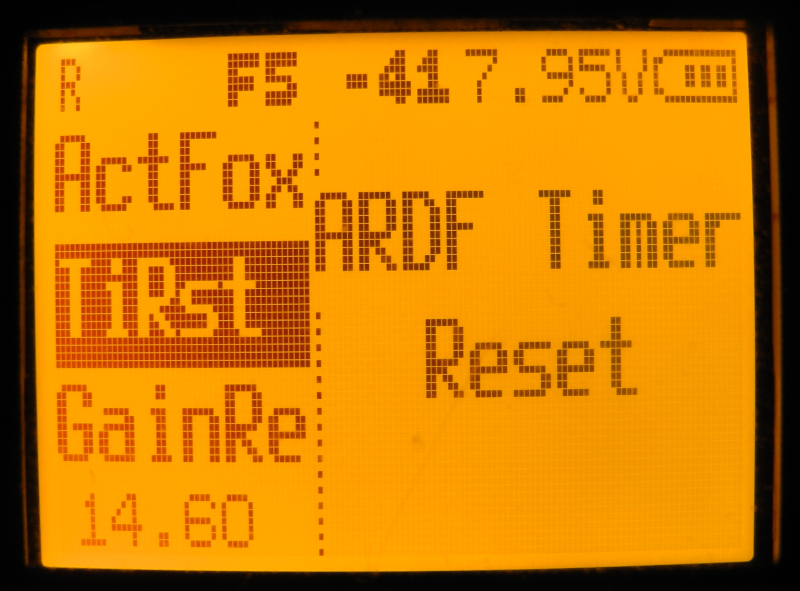 R F5 -417.95V
ActFox
ARDF Timer
TiRst
Reset
GainRe
14.60